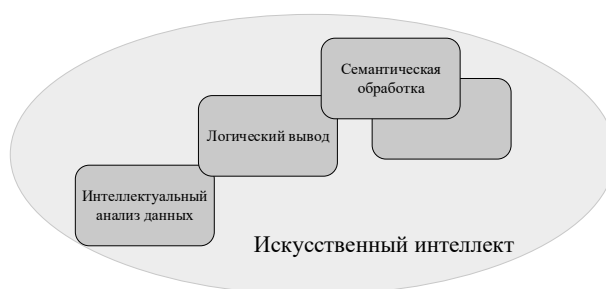 Семантическая
обработка
Логический вывод
Интеллектуальный
анализ данных
Искусственный интеллект